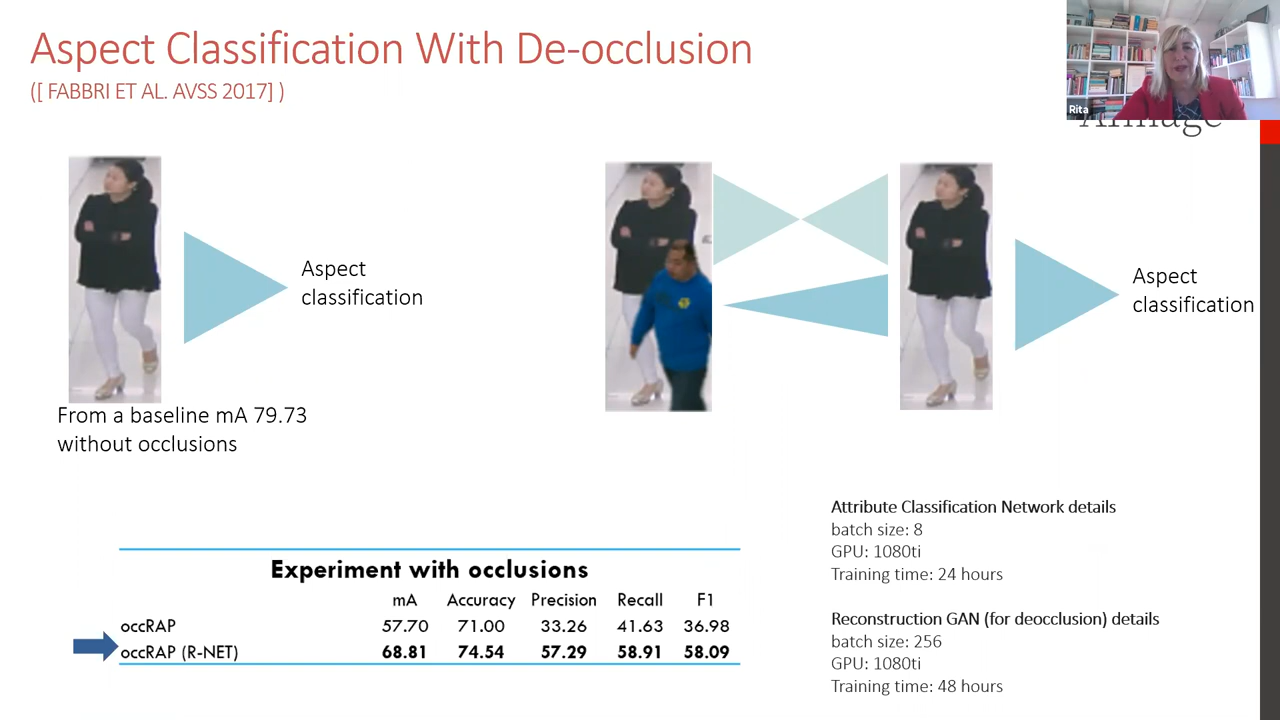 Aspect Classification With De-occlusion
([ FABBRI ET AL. AVSS 2017] )
Rita
Aspect
classification
Aspect
classification
From a baseline mA 79.73
without occlusions
Experiment with occlusions
mA Accuracy Precision Recall F1
occRAP 57.70 71.00 33.26 41.63 36.98
occRAP (R-NET) 68.81 74.54 57.29 58.91 58.09
Attribute Classification Network details
batch size: 8
GPU: 1080ti
Training time: 24 hours
Reconstruction GAN (for deocclusion) details
batch size: 256
GPU: 1080ti
Training time: 48 hours